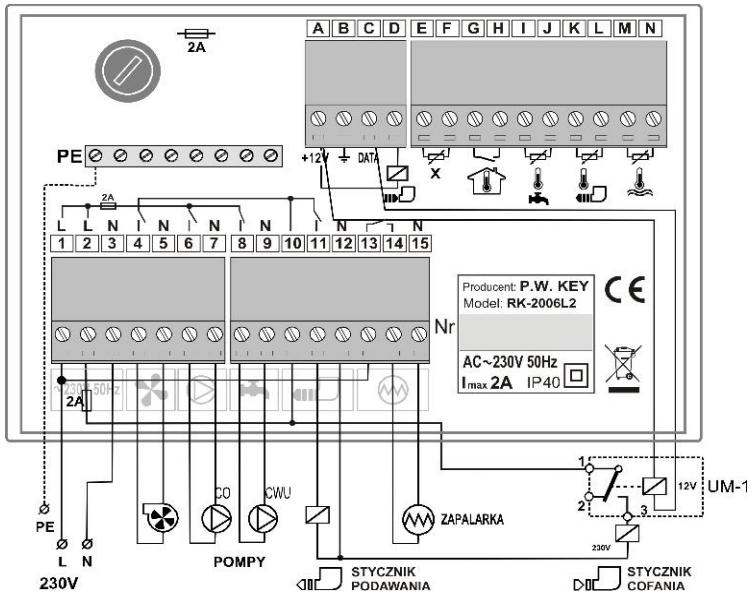 2A
A B C D E F G H I J K L M N
+12V DATA
X
PE
2A
L L N I N I N I N I N N
1 2 3 4 5 6 7 8 9 10 11 12 13 14 15
Producent: P.W. KEY
Model: RK-2006L2
Nr
AC~230V 50Hz
Imax 2A IP40
CE
~230V 50Hz
2A
1
2
3
12V
UM-1
230V
PE
L N
230V
CO
CWU
POMPY
ZAPALARKA
STYCZNIK
PODAWANIA
STYCZNIK
COFANIA